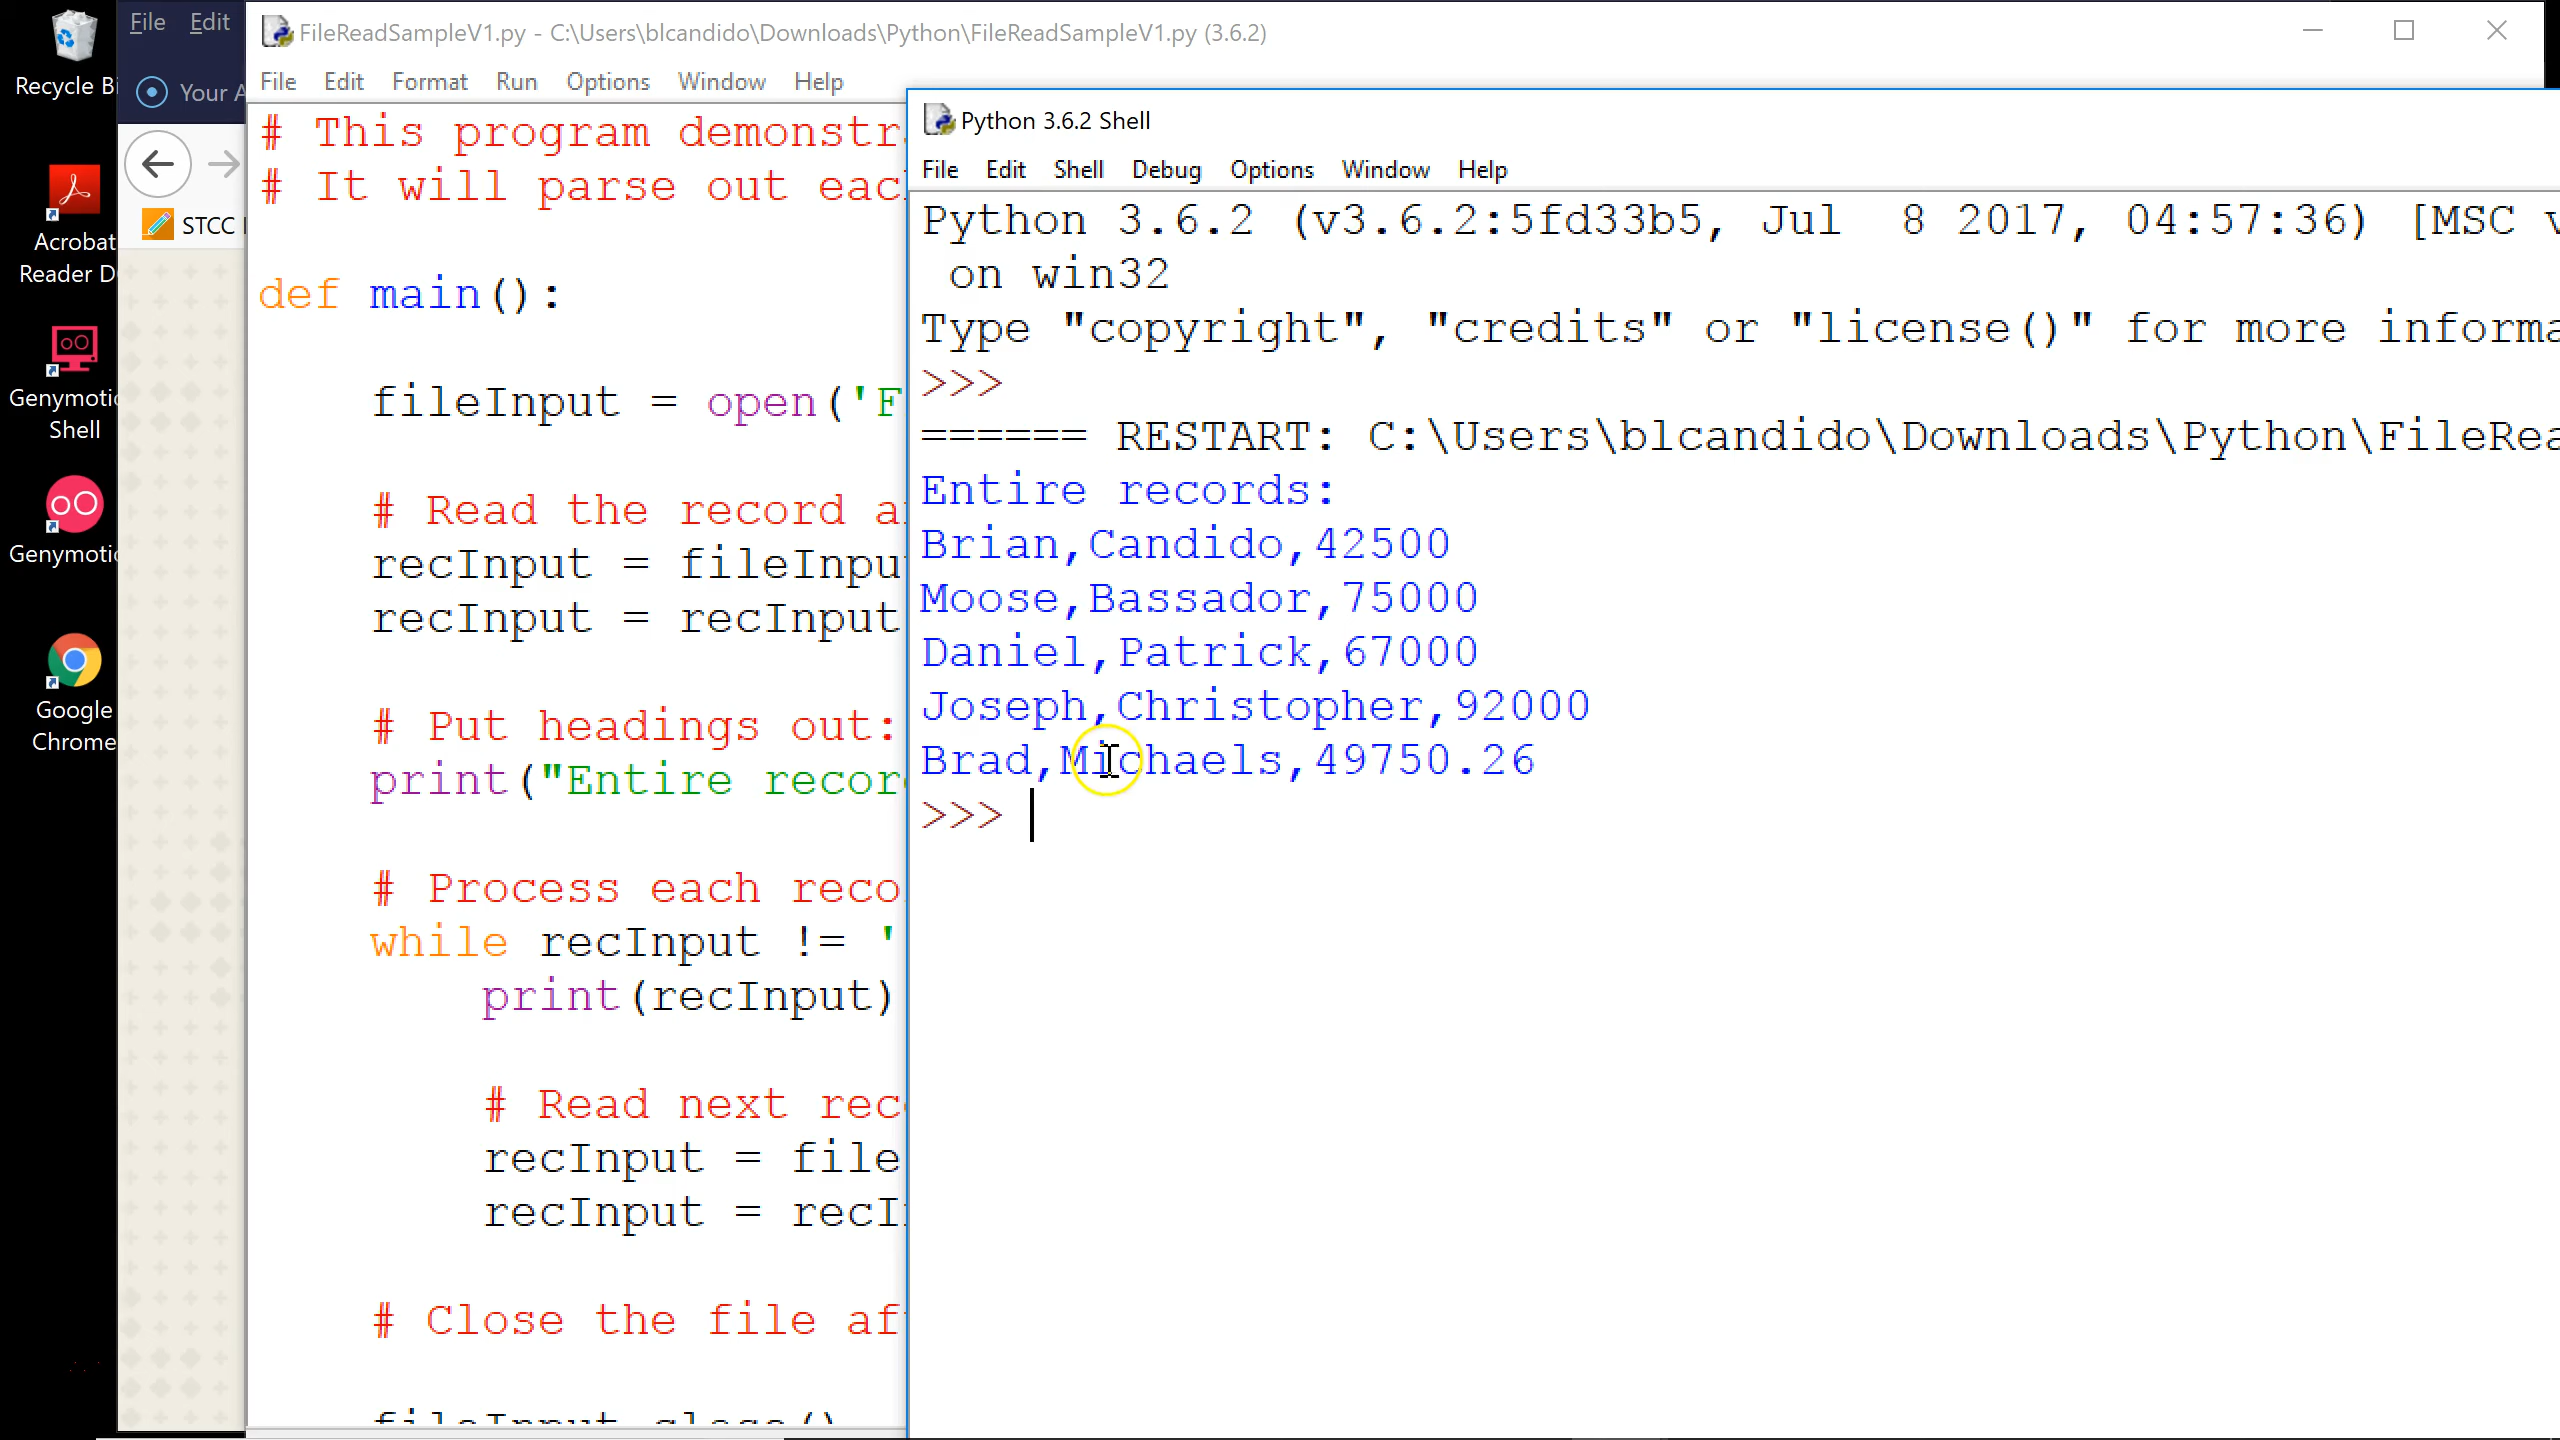 Recycle Bi
Acrobat
Reader D
Genymotic
Shell
Genymotic
Google
Chrome
File Edit
Your A
STCC
FileReadSampleV1.py - C:\Users\blcandido\Downloads\Python\FileReadSampleV1.py (3.6.2)
File Edit Format Run Options Window Help
# This program demonstra
# It will parse out eac
def main():
fileInput = open('F
# Read the record a
recInput = fileInpu
recInput = recInput
# Put headings out:
print("Entire recor
# Process each reco
while recInput != '
print(recInput)
# Read next rec
recInput = file
recInput = recI
# Close the file af
fileInput.close()
Python 3.6.2 Shell
File Edit Shell Debug Options Window Help
Python 3.6.2 (v3.6.2:5fd33b5, Jul  8 2017, 04:57:36) [MSC v
on win32
Type "copyright", "credits" or "license()" for more informa
>>>
====== RESTART: C:\Users\blcandido\Downloads\Python\FileRea
Entire records:
Brian,Candido,42500
Moose,Bassador,75000
Daniel,Patrick,67000
Joseph,Christopher,92000
Brad,Michaels,49750.26
>>>